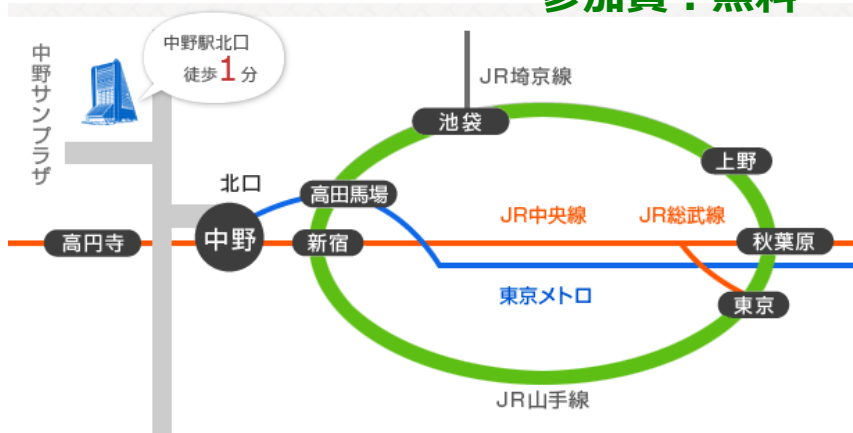 参加費：無料
中野サンプラザ
中野駅北口
徒歩1分
JR埼京線
池袋
上野
北口
高田馬場
JR中央線
JR総武線
高円寺
中野
新宿
秋葉原
東京メトロ
東京
JR山手線